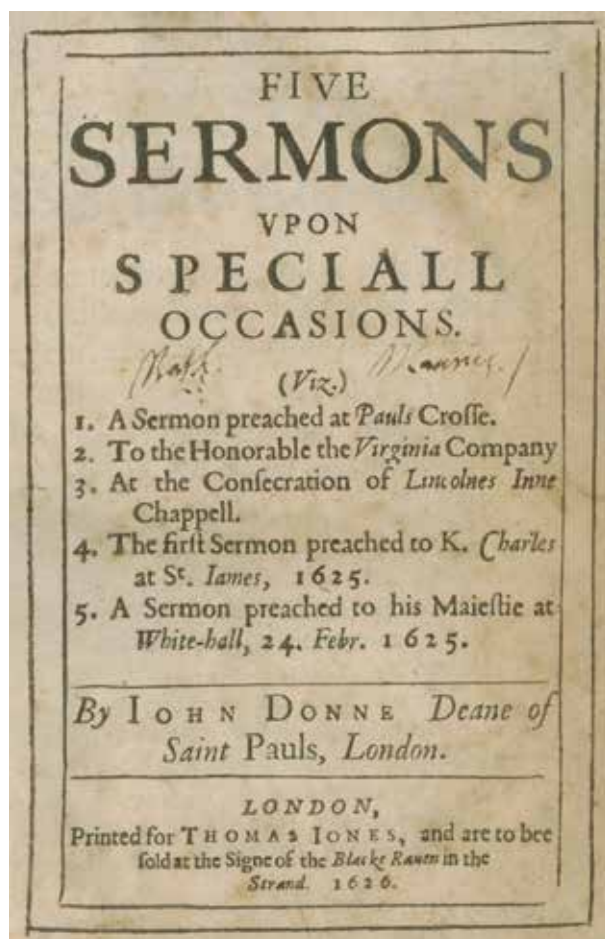 FIVE
SERMONS
VPON
SPECIALL
OCCASIONS.
(Viz.)
1. A Sermon preached at Pauls Croſſe.
2. To the Honorable the Virginia Company
3. At the Conſecration of Lincolnes Inne
Chappell.
4. The firſt Sermon preached to K. Charles
at Sᵗ. Iames, 1625.
5. A Sermon preached to his Maieſtie at
White-hall, 24. Febr. 1625.
By IOHN DONNE Deane of
Saint Pauls, London.
LONDON,
Printed for THOMAS IONES, and are to bee
ſold at the Signe of the Blacke Rauen in the
Strand. 1626.